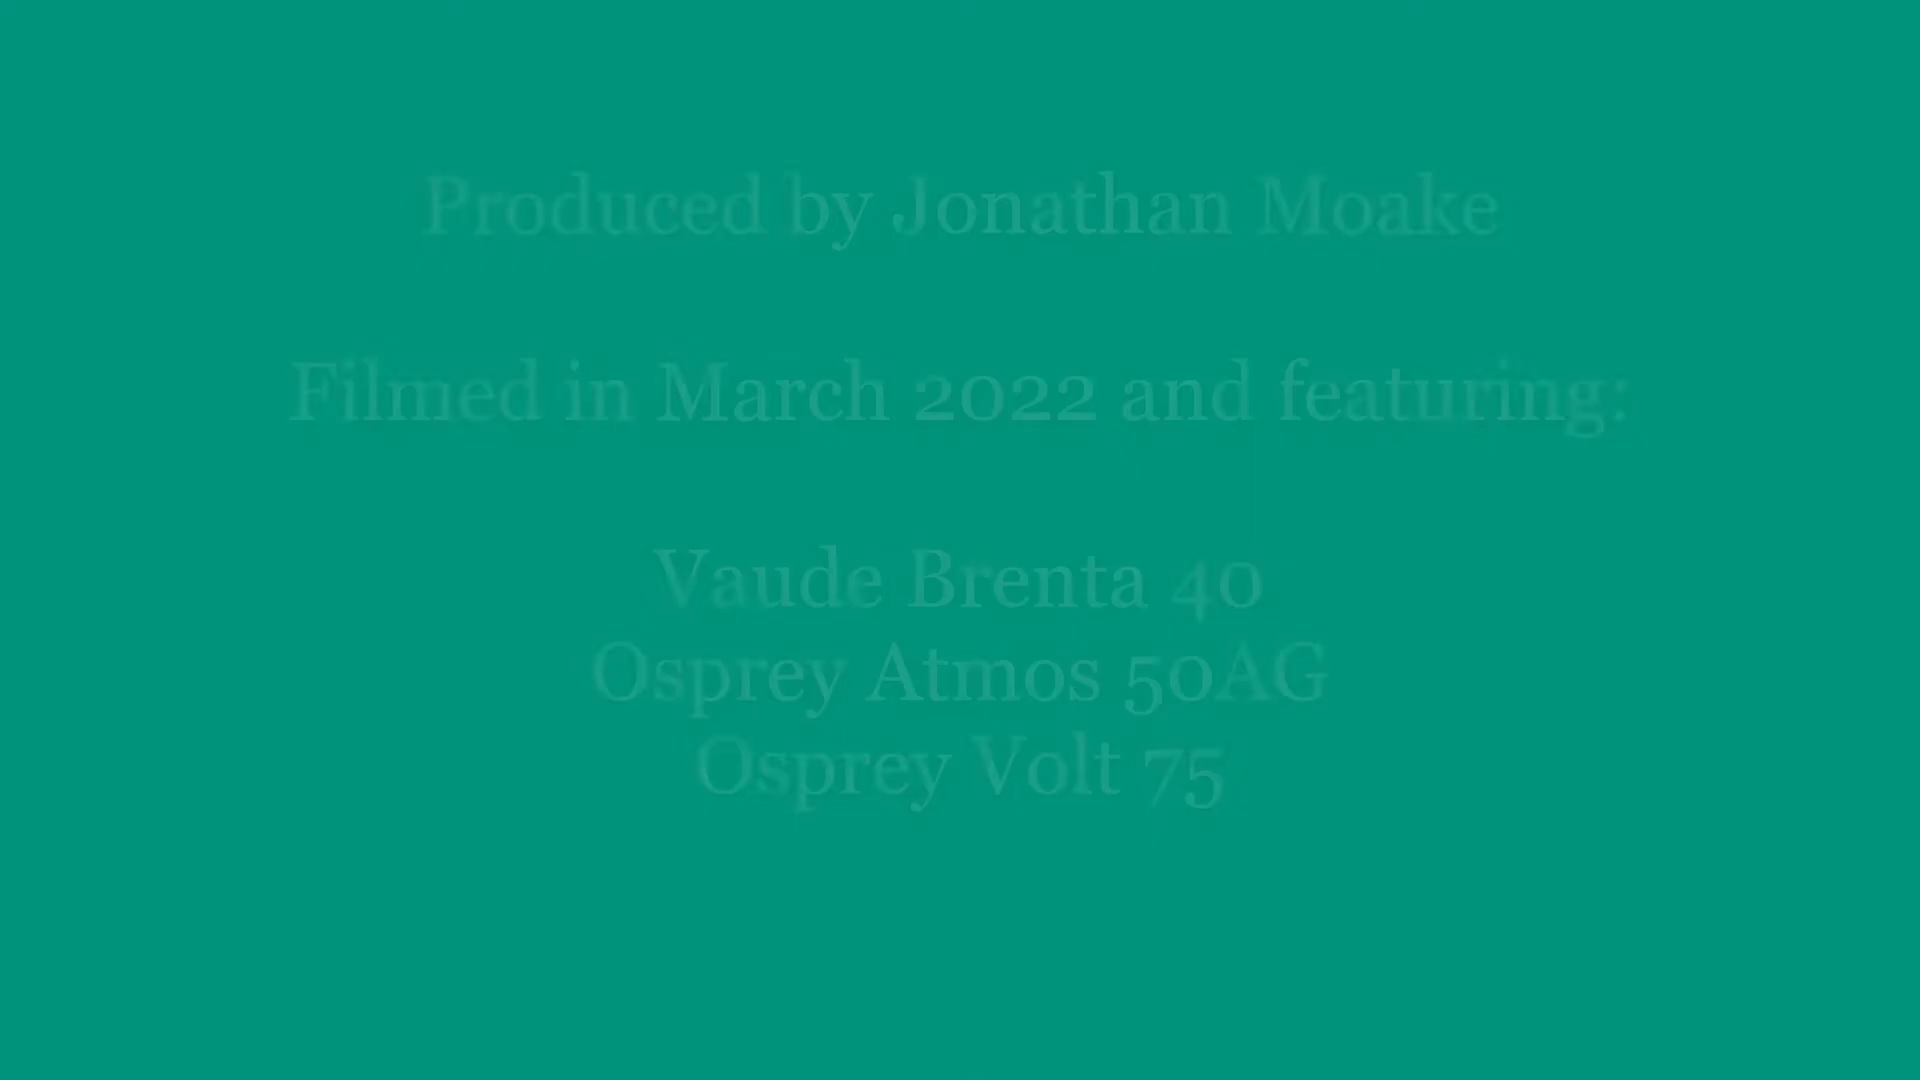 Produced by Jonathan Moake
Filmed in March 2022 and featuring:
Vaude Brenta 40
Osprey Atmos 50AG
Osprey Volt 75